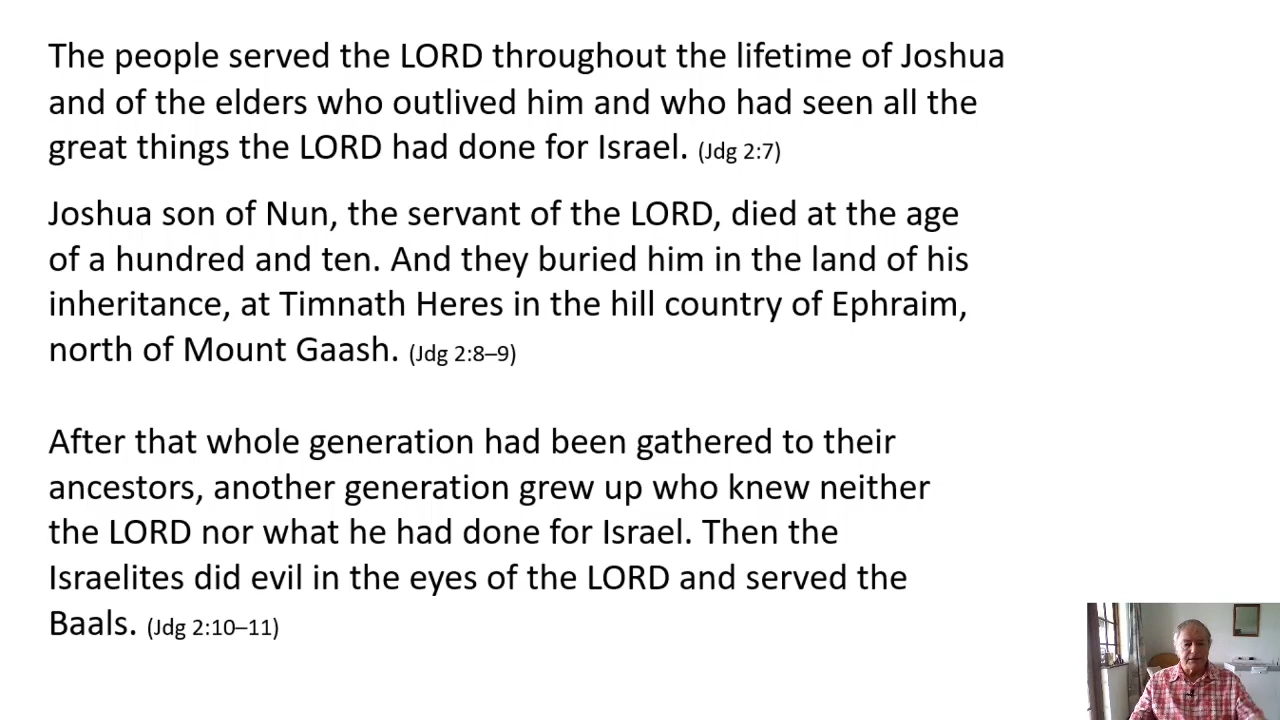 The people served the LORD throughout the lifetime of Joshua
and of the elders who outlived him and who had seen all the
great things the LORD had done for Israel. (Jdg 2:7)
Joshua son of Nun, the servant of the LORD, died at the age
of a hundred and ten. And they buried him in the land of his
inheritance, at Timnath Heres in the hill country of Ephraim,
north of Mount Gaash. (Jdg 2:8–9)
After that whole generation had been gathered to their
ancestors, another generation grew up who knew neither
the LORD nor what he had done for Israel. Then the
Israelites did evil in the eyes of the LORD and served the
Baals. (Jdg 2:10–11)